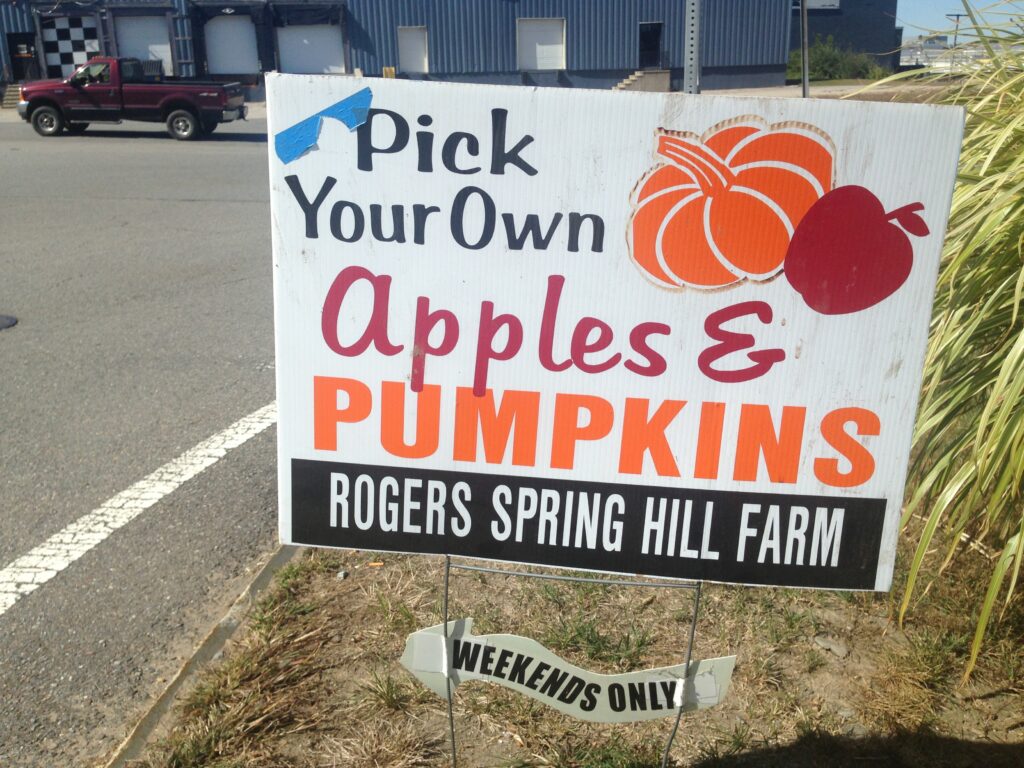 Pick
Your Own
Apples &
PUMPKINS
ROGERS SPRING HILL FARM
WEEKENDS ONLY